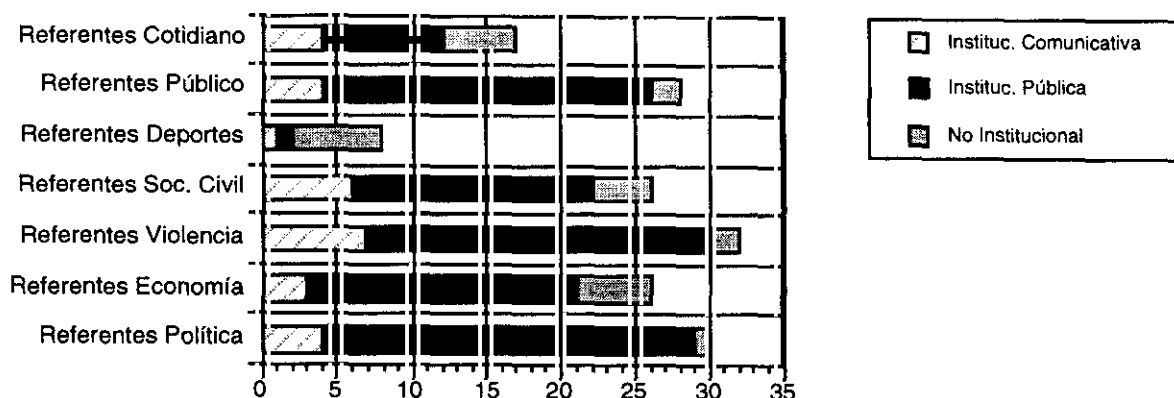 Referentes Cotidiano
Referentes Público
Referentes Deportes
Referentes Soc. Civil
Referentes Violencia
Referentes Economía
Referentes Política
0 5 10 15 20 25 30 35
Instituc. Comunicativa
Instituc. Pública
No Institucional